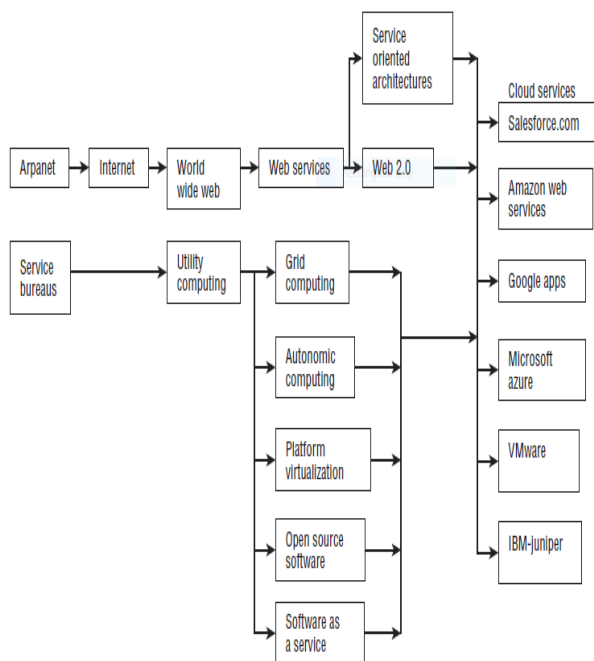 Service
oriented
architectures
Cloud services
Salesforce.com
Arpanet
Internet
World
wide web
Web services
Web 2.0
Amazon web
services
Service
bureaus
Utility
computing
Grid
computing
Google apps
Autonomic
computing
Microsoft
azure
Platform
virtualization
VMware
Open source
software
IBM-juniper
Software as
a service